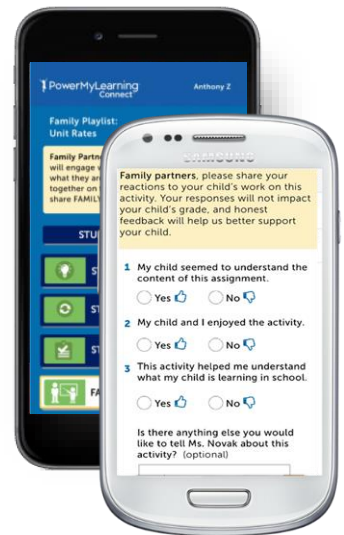 PowerMyLearning
Connect
Anthony Z
Family Playlist:
Unit Rates
Family Partn
will engage
what they are
together on
share FAMIL
STU
S
S
S
FA
SAMSUNG
Family partners, please share your
reactions to your child's work on this
activity. Your responses will not impact
your child's grade, and honest
feedback will help us better support
your child.
1 My child seemed to understand the
content of this assignment.
Yes No
2 My child and I enjoyed the activity.
Yes No
3 This activity helped me understand
what my child is learning in school.
Yes No
Is there anything else you would
like to tell Ms. Novak about this
activity? (optional)